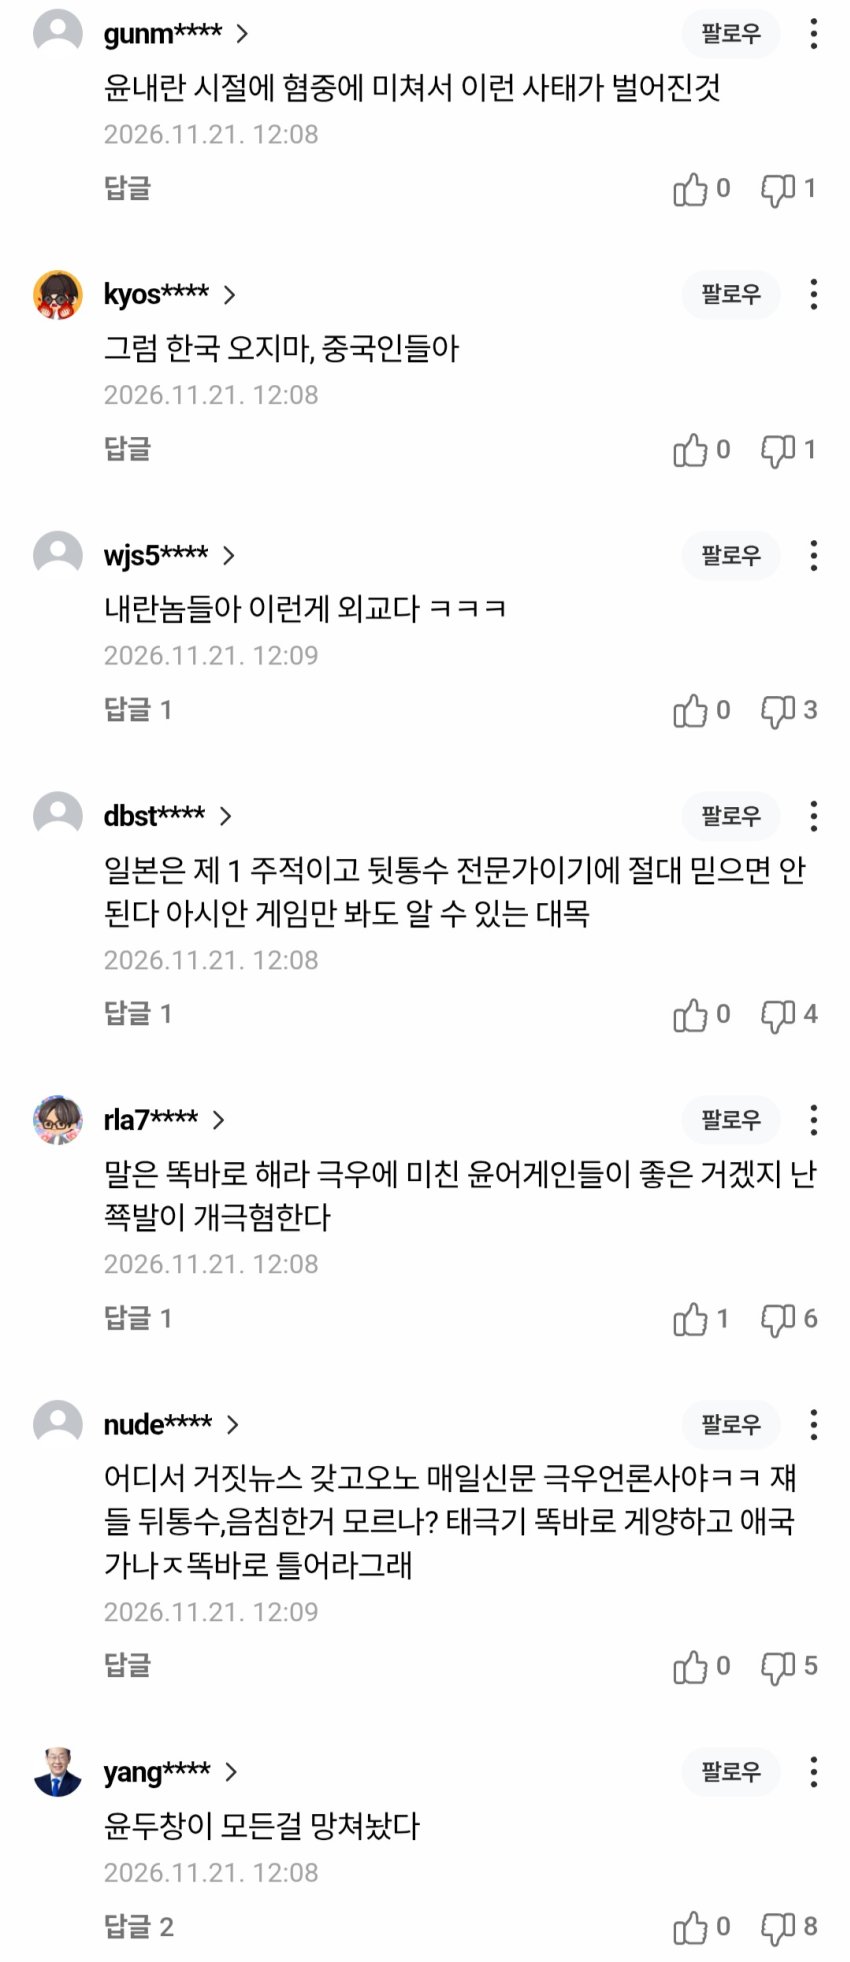 gunm****
팔로우
윤내란 시절에 혐중에 미쳐서 이런 사태가 벌어진것
2026.11.21. 12:08
답글
0
1
kyos****
팔로우
그럼 한국 오지마, 중국인들아
2026.11.21. 12:08
답글
0
1
wjs5****
팔로우
내란놈들아 이런게 외교다 ㅋㅋㅋ
2026.11.21. 12:09
답글 1
0
3
dbst****
팔로우
일본은 제 1 주적이고 뒷통수 전문가이기에 절대 믿으면 안
된다 아시안 게임만 봐도 알 수 있는 대목
2026.11.21. 12:08
답글 1
0
4
rla7****
팔로우
말은 똑바로 해라 극우에 미친 윤어게인들이 좋은 거겠지 난
쪽발이 개극혐한다
2026.11.21. 12:08
답글 1
1
6
nude****
팔로우
어디서 거짓뉴스 갖고오노 매일신문 극우언론사야ㅋㅋ 쟤
들 뒤통수,음침한거 모르나? 태극기 똑바로 게양하고 애국
가나ㅈ똑바로 틀어라그래
2026.11.21. 12:09
답글
0
5
yang****
팔로우
윤두창이 모든걸 망쳐놨다
2026.11.21. 12:08
답글 2
0
8